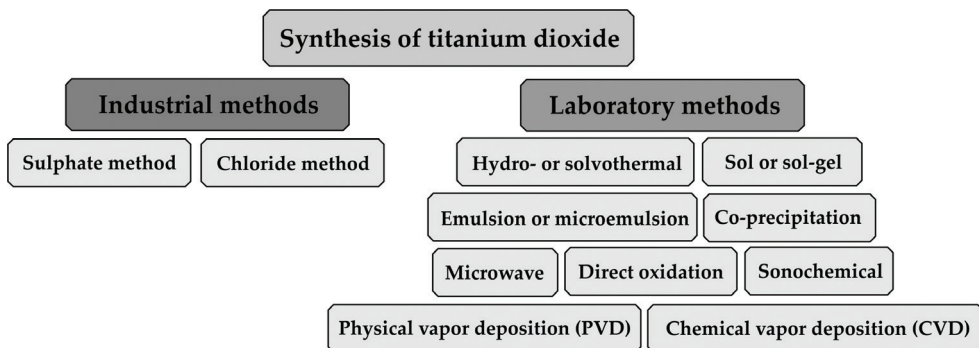 Synthesis of titanium dioxide
Industrial methods
Laboratory methods
Sulphate method
Chloride method
Hydro- or solvothermal
Sol or sol-gel
Emulsion or microemulsion
Co-precipitation
Microwave
Direct oxidation
Sonochemical
Physical vapor deposition (PVD)
Chemical vapor deposition (CVD)